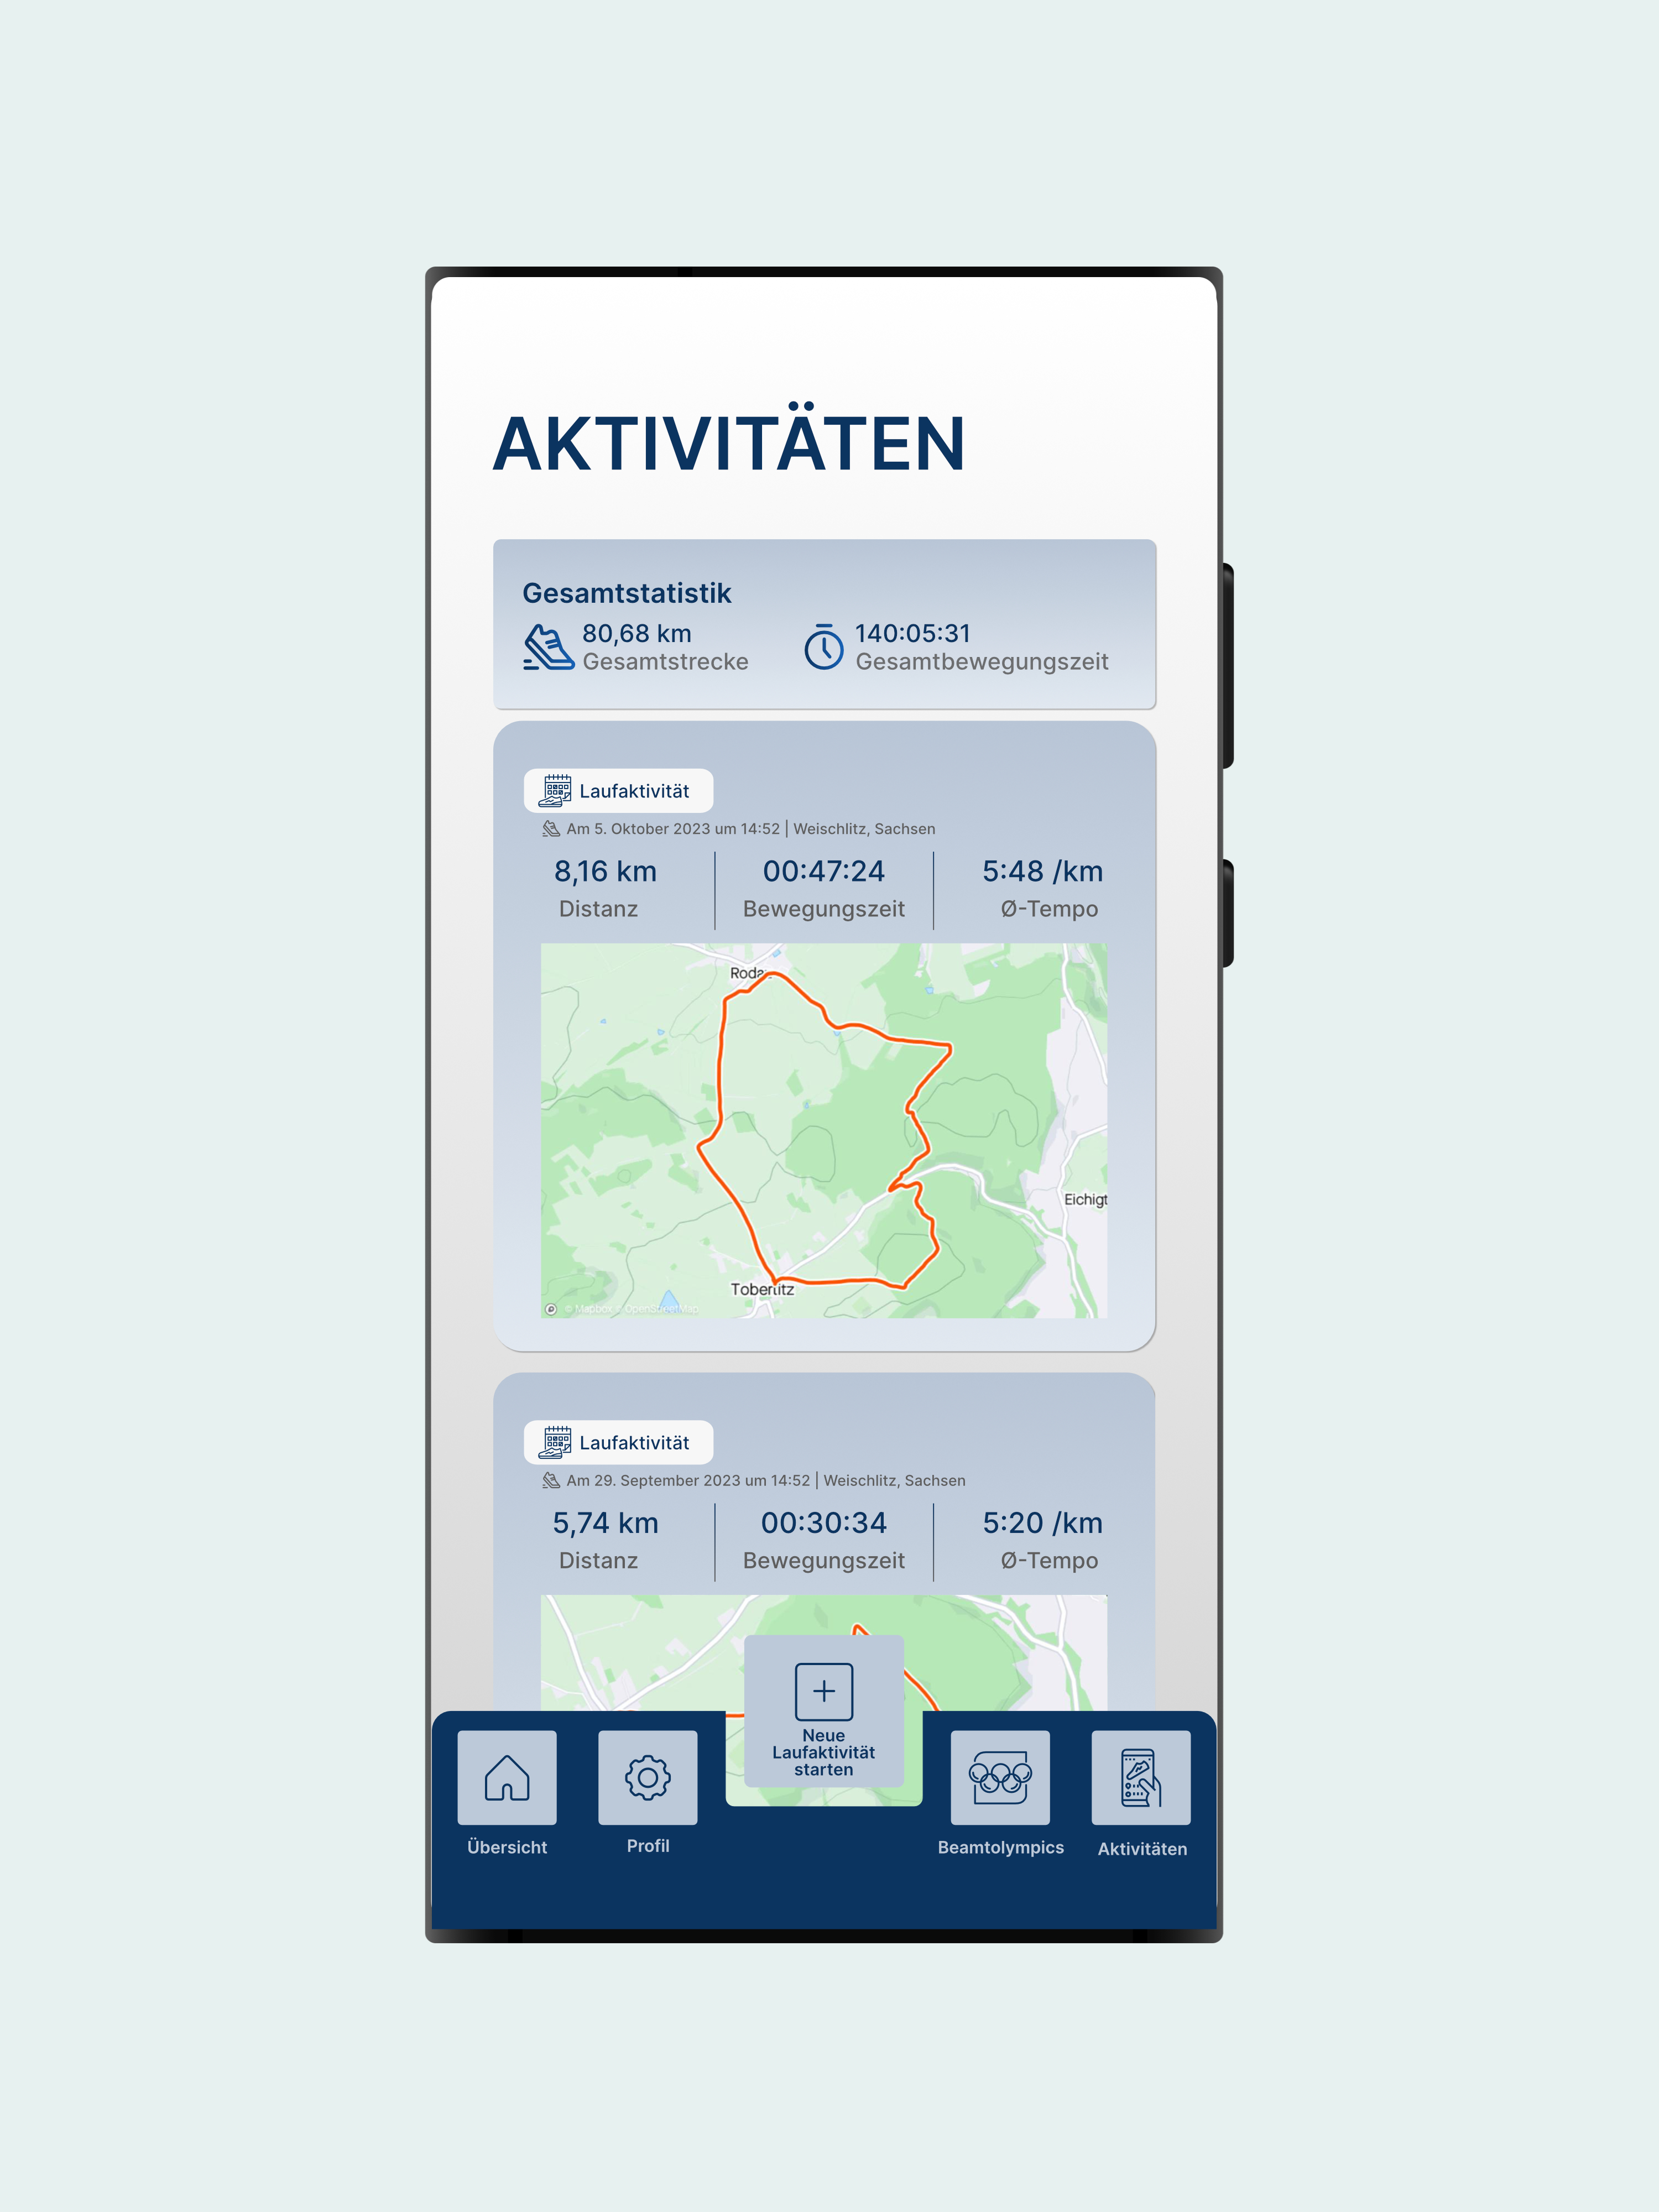 AKTIVITÄTEN
Gesamtstatistik
80,68 km
Gesamtstrecke
140:05:31
Gesamtbewegungszeit
Laufaktivität
Am 5. Oktober 2023 um 14:52 | Weischlitz, Sachsen
8,16 km
Distanz
00:47:24
Bewegungszeit
5:48 /km
Ø-Tempo
Roda
Eichigt
Tobertitz
© Mapbox © OpenStreetMap
Laufaktivität
Am 29. September 2023 um 14:52 | Weischlitz, Sachsen
5,74 km
Distanz
00:30:34
Bewegungszeit
5:20 /km
Ø-Tempo
Neue
Laufaktivität
starten
Übersicht
Profil
Beamtolympics
Aktivitäten